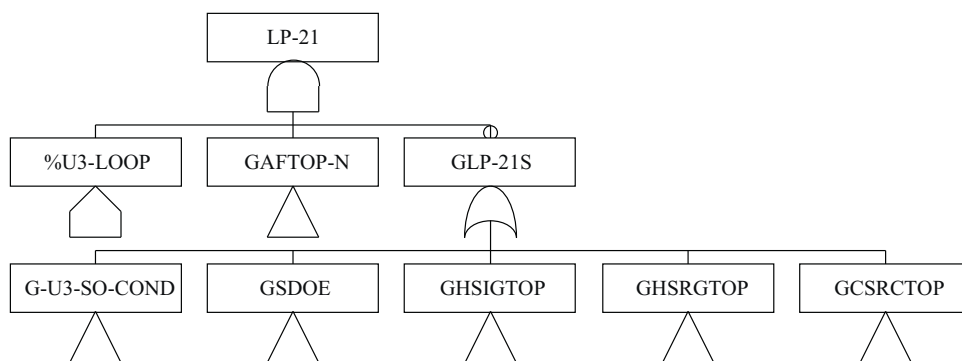 LP-21
%U3-LOOP
GAFTOP-N
GLP-21S
G-U3-SO-COND
GSDOE
GHSIGTOP
GHSRGTOP
GCSRCTOP